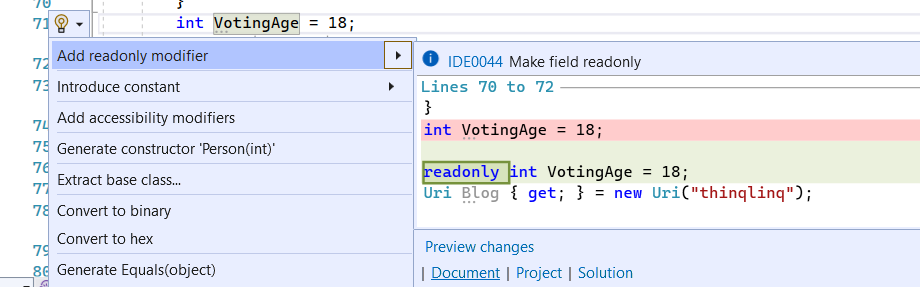 70 }
71 int VotingAge = 18;
72
73
74
75
76
77
78
79
80
Add readonly modifier
Introduce constant
Add accessibility modifiers
Generate constructor 'Person(int)'
Extract base class...
Convert to binary
Convert to hex
Generate Equals(object)
IDE0044 Make field readonly
Lines 70 to 72
}
int VotingAge = 18;
readonly int VotingAge = 18;
Uri Blog { get; } = new Uri("thinqlinq");
Preview changes
| Document | Project | Solution